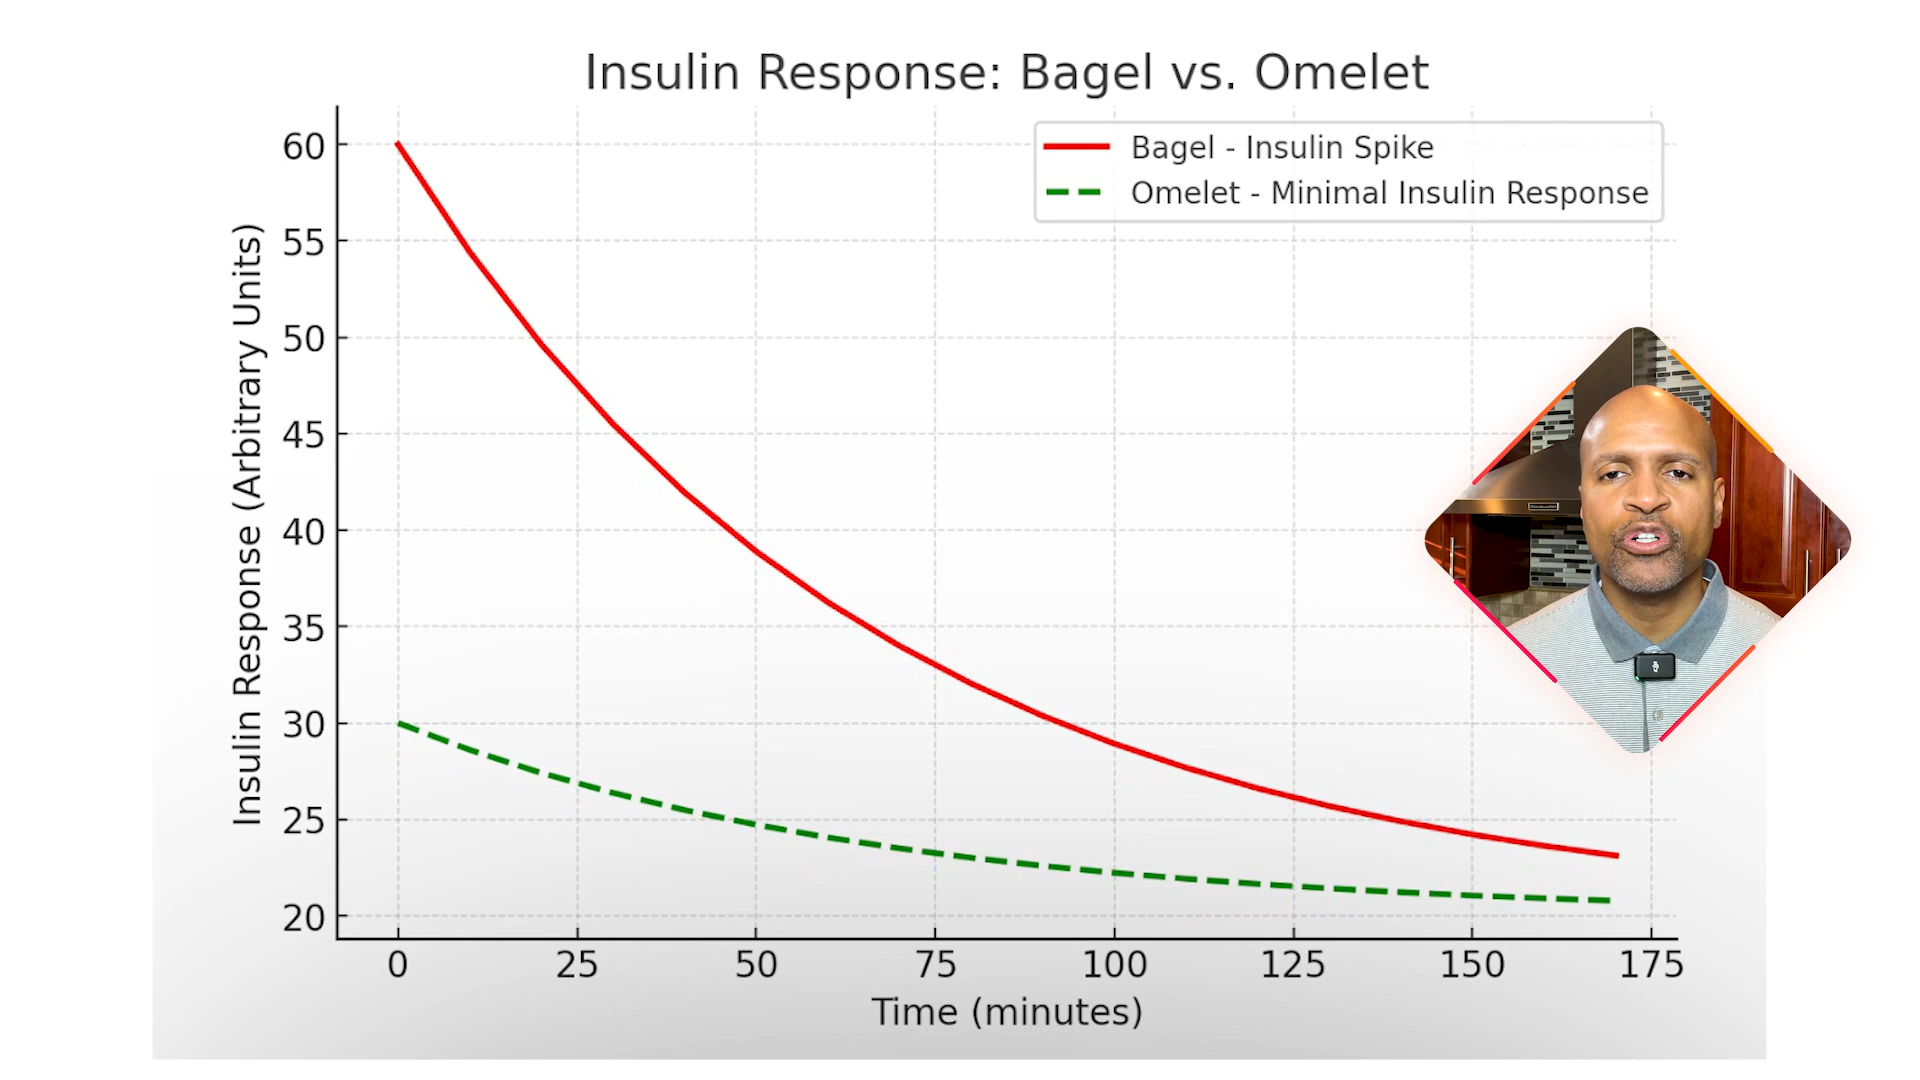 Insulin Response: Bagel vs. Omelet
Bagel - Insulin Spike
Omelet - Minimal Insulin Response
Insulin Response (Arbitrary Units)
60
55
50
45
40
35
30
25
20
0 25 50 75 100 125 150 175
Time (minutes)